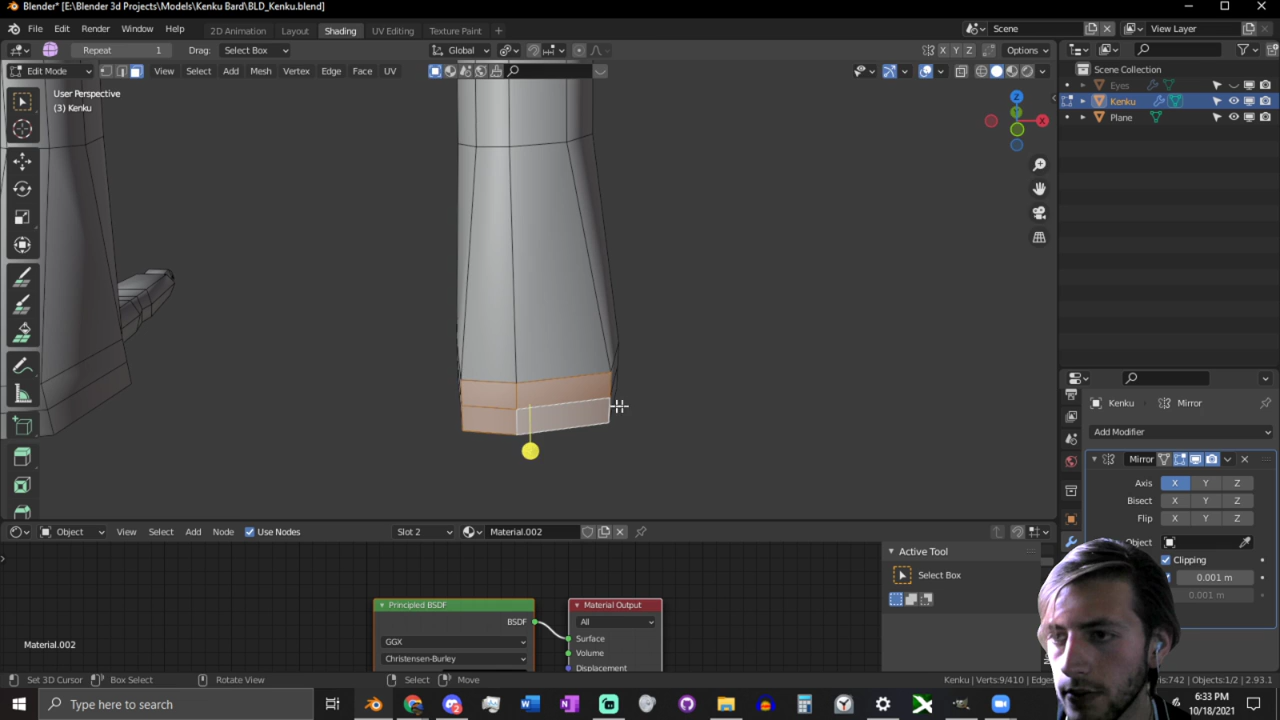 Blender* [E:\Blender 3d Projects\Models\Kenku Bard\BLD_Kenku.blend]
File Edit Render Window Help 2D Animation Layout Shading UV Editing Texture Paint + Scene View Layer
Repeat 1 Drag: Select Box Global X Y Z Options
Edit Mode View Select Add Mesh Vertex Edge Face UV
Scene Collection
Eyes
Kenku
Plane
User Perspective
(3) Kenku
Z
X
Kenku Mirror
Add Modifier
Mirror
Axis X Y Z
Bisect X Y Z
Flip X Y Z
Object
Clipping
0.001 m
0.001 m
Object View Select Add Node Use Nodes Slot 2 Material.002
Active Tool
Select Box
Principled BSDF
BSDF
GGX
Christensen-Burley
Material Output
All
Surface
Volume
Displacement
Material.002
Set 3D Cursor Box Select Rotate View Select Move Kenku | Verts:9/410 | Edges
:742 | Objects:1/2 | 2.93.1
Type here to search
6:33 PM
10/18/2021